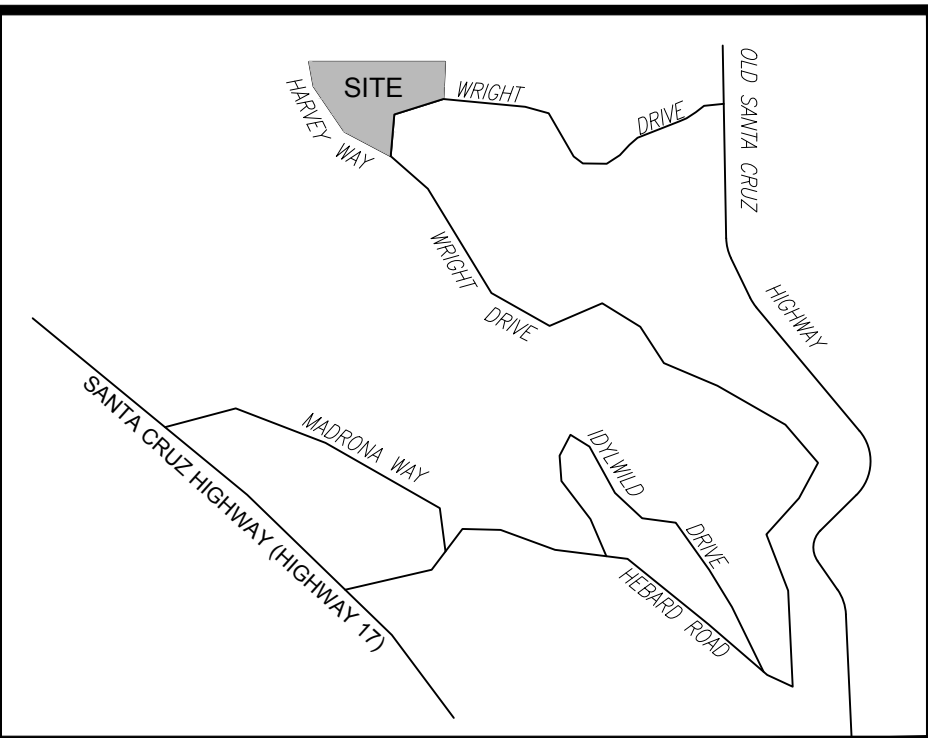 SITE
WRIGHT
DRIVE
OLD SANTA CRUZ
HIGHWAY
HARVEY
WAY
WRIGHT
DRIVE
SANTA CRUZ HIGHWAY (HIGHWAY 17)
MADRONA WAY
IDYLWILD
DRIVE
HEBARD ROAD